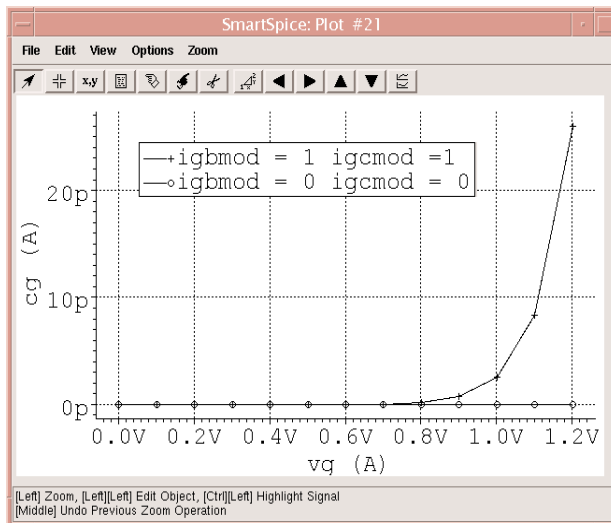 SmartSpice: Plot #21
File Edit View Options Zoom
x,y
igbmod = 1 igcmod =1
igbmod = 0 igcmod = 0
20p
10p
0p
cg (A)
0.0V 0.2V 0.4V 0.6V 0.8V 1.0V 1.2V
vg (A)
[Left] Zoom, [Left][Left] Edit Object, [Ctrl][Left] Highlight Signal
[Middle] Undo Previous Zoom Operation